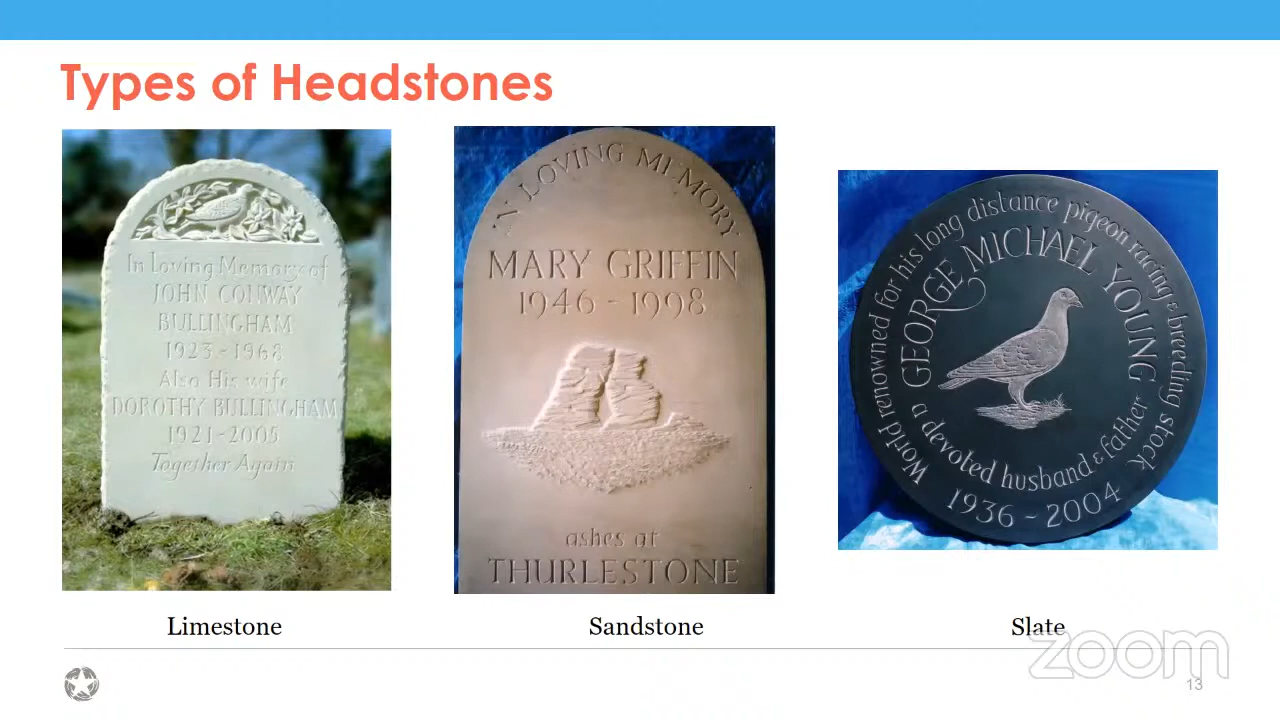 Types of Headstones
In Loving Memory of
JOHN CONWAY
BULLINGHAM
1923-1968
Also His wife
DOROTHY BULLINGHAM
1921-2005
Together Again
IN LOVING MEMORY
MARY GRIFFIN
1946-1998
ashes at
THURLESTONE
World renowned for his long distance pigeon racing & breeding stock
GEORGE MICHAEL YOUNG
a devoted husband & father
1936-2004
Limestone
Sandstone
Slate
zoom
13